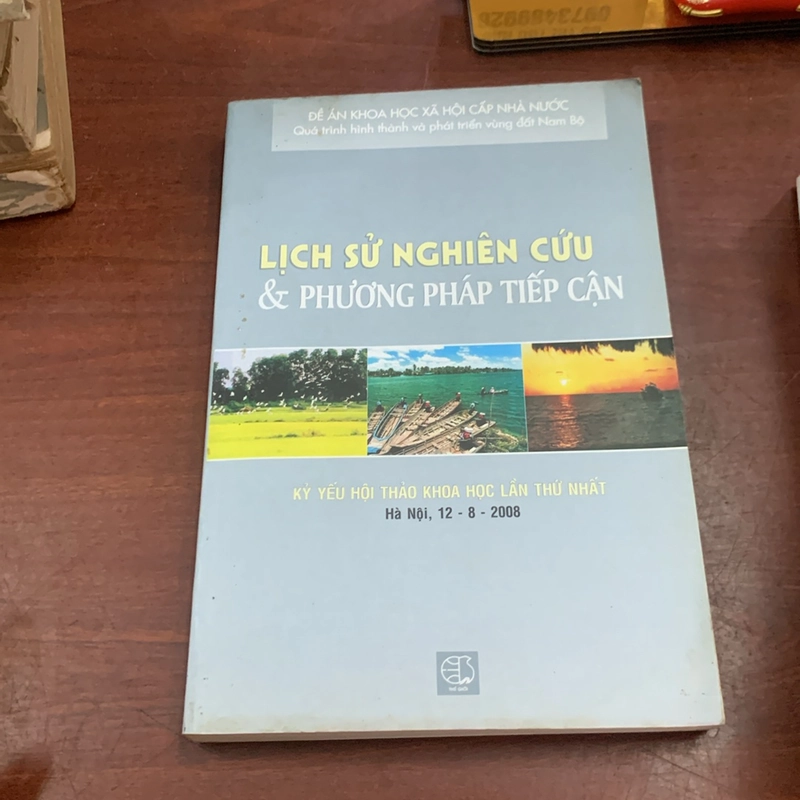 ĐỀ ÁN KHOA HỌC XÃ HỘI CẤP NHÀ NƯỚC
Quá trình hình thành và phát triển vùng đất Nam Bộ
LỊCH SỬ NGHIÊN CỨU
& PHƯƠNG PHÁP TIẾP CẬN
KỶ YẾU HỘI THẢO KHOA HỌC LẦN THỨ NHẤT
Hà Nội, 12 - 8 - 2008
THẾ GIỚI